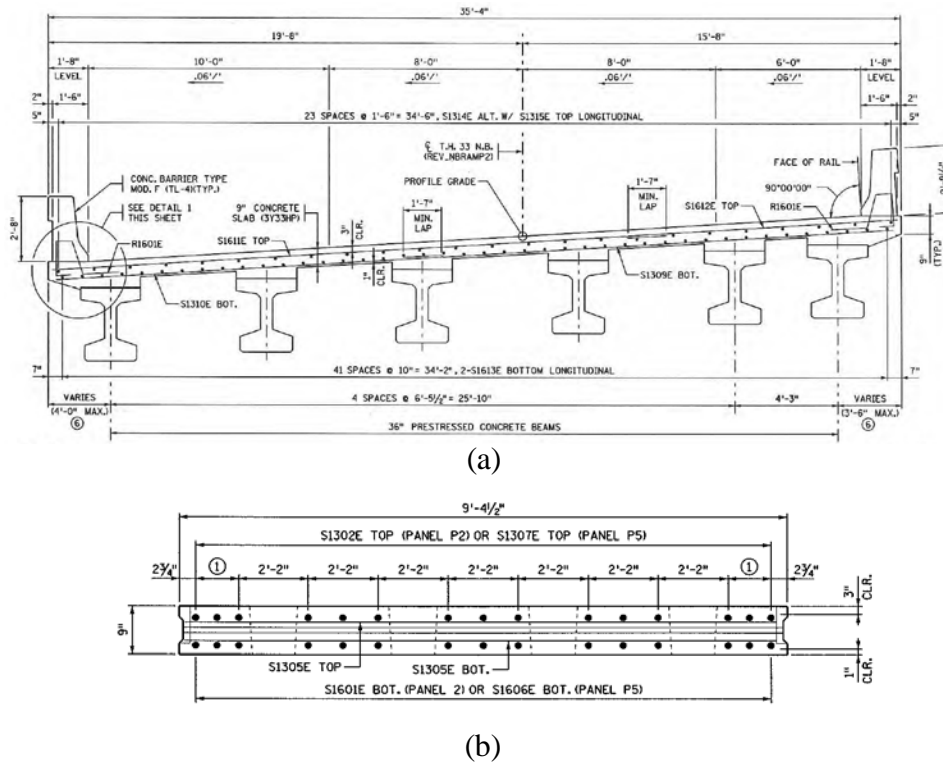 35'-4"
19'-8" 15'-8"
1'-8" 10'-0" 8'-0" 8'-0" 6'-0" 1'-8"
LEVEL .06'/' .06'/' .06'/' .06'/' LEVEL
2" 1'-6" 1'-6" 2"
5" 23 SPACES @ 1'-6" = 34'-6", S1314E ALT. W/ S1315E TOP LONGITUDINAL 5"
℄ T.H. 33 N.B.
(REV_NBRAMP2)
FACE OF RAIL
CONC. BARRIER TYPE
MOD. F (TL-4)(TYP.)
PROFILE GRADE
1'-7"
MIN.
LAP
90°00'00"
2'-8"
SEE DETAIL 1
THIS SHEET
9" CONCRETE
SLAB (3Y33HP)
1'-7"
MIN.
LAP
S1612E TOP
R1601E
R1601E
S1611E TOP
3"
CLR.
1"
CLR.
9"
(TYP.)
S1310E BOT.
S1309E BOT.
7" 41 SPACES @ 10" = 34'-2", 2-S1613E BOTTOM LONGITUDINAL 7"
VARIES
(4'-0" MAX.)
⑥
4 SPACES @ 6'-5½" = 25'-10"
4'-3"
VARIES
(3'-6" MAX.)
⑥
36" PRESTRESSED CONCRETE BEAMS
(a)
9'-4½"
S1302E TOP (PANEL P2) OR S1307E TOP (PANEL P5)
2¾" ① 2'-2" 2'-2" 2'-2" 2'-2" 2'-2" 2'-2" 2'-2" ① 2¾"
3"
CLR.
9"
S1305E TOP
S1305E BOT.
1"
CLR.
S1601E BOT. (PANEL 2) OR S1606E BOT. (PANEL P5)
(b)